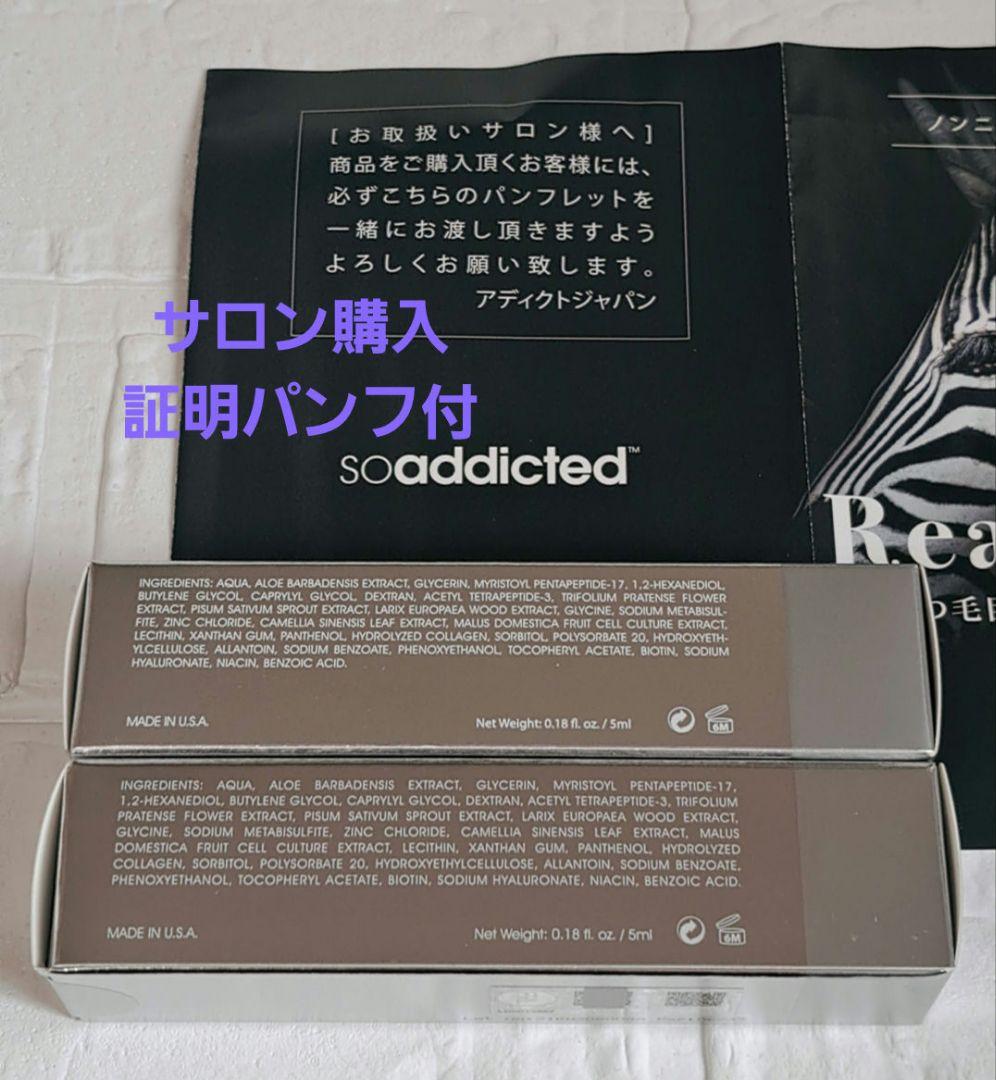 [お取扱いサロン様へ]
商品をご購入頂くお客様には、
必ずこちらのパンフレットを
一緒にお渡し頂きますよう
よろしくお願い致します。
アディクトジャパン
ノンニ
サロン購入
証明パンフ付
soaddicted™
Rea
つ毛
INGREDIENTS: AQUA, ALOE BARBADENSIS EXTRACT, GLYCERIN, MYRISTOYL PENTAPEPTIDE-17, 1,2-HEXANEDIOL,
BUTYLENE GLYCOL, CAPRYLYL GLYCOL, DEXTRAN, ACETYL TETRAPEPTIDE-3, TRIFOLIUM PRATENSE FLOWER
EXTRACT, PISUM SATIVUM SPROUT EXTRACT, LARIX EUROPAEA WOOD EXTRACT, GLYCINE, SODIUM METABISUL-
FITE, ZINC CHLORIDE, CAMELLIA SINENSIS LEAF EXTRACT, MALUS DOMESTICA FRUIT CELL CULTURE EXTRACT,
LECITHIN, XANTHAN GUM, PANTHENOL, HYDROLYZED COLLAGEN, SORBITOL, POLYSORBATE 20, HYDROXYETH-
YLCELLULOSE, ALLANTOIN, SODIUM BENZOATE, PHENOXYETHANOL, TOCOPHERYL ACETATE, BIOTIN, SODIUM
HYALURONATE, NIACIN, BENZOIC ACID.
MADE IN U.S.A.
Net Weight: 0.18 fl. oz. / 5ml
6M
INGREDIENTS: AQUA, ALOE BARBADENSIS EXTRACT, GLYCERIN, MYRISTOYL PENTAPEPTIDE-17,
1,2-HEXANEDIOL, BUTYLENE GLYCOL, CAPRYLYL GLYCOL, DEXTRAN, ACETYL TETRAPEPTIDE-3, TRIFOLIUM
PRATENSE FLOWER EXTRACT, PISUM SATIVUM SPROUT EXTRACT, LARIX EUROPAEA WOOD EXTRACT,
GLYCINE, SODIUM METABISULFITE, ZINC CHLORIDE, CAMELLIA SINENSIS LEAF EXTRACT, MALUS
DOMESTICA FRUIT CELL CULTURE EXTRACT, LECITHIN, XANTHAN GUM, PANTHENOL, HYDROLYZED
COLLAGEN, SORBITOL, POLYSORBATE 20, HYDROXYETHYLCELLULOSE, ALLANTOIN, SODIUM BENZOATE,
PHENOXYETHANOL, TOCOPHERYL ACETATE, BIOTIN, SODIUM HYALURONATE, NIACIN, BENZOIC ACID.
MADE IN U.S.A.
Net Weight: 0.18 fl. oz. / 5ml
6M